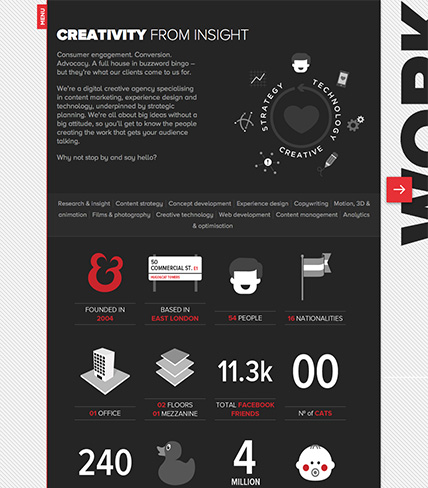 MENU
CREATIVITY FROM INSIGHT
Consumer engagement. Conversion.
Advocacy. A full house in buzzword bingo –
but they're what our clients come to us for.
We're a digital creative agency specialising
in content marketing, experience design and
technology, underpinned by strategic
planning. We're all about big ideas without a
big attitude, so you'll get to know the people
creating the work that gets your audience
talking.
Why not stop by and say hello?
STRATEGY
TECHNOLOGY
CREATIVE
WORK
Research & Insight | Content strategy | Concept development | Experience design | Copywriting | Motion, 3D &
animation | Films & photography | Creative technology | Web development | Content management | Analytics
& optimisation
&
50
COMMERCIAL ST. E1
FOUNDED IN
2004
BASED IN
EAST LONDON
54 PEOPLE
16 NATIONALITIES
11.3k
00
01 OFFICE
02 FLOORS
01 MEZZANINE
TOTAL FACEBOOK
FRIENDS
Nº of CATS
240
4
MILLION